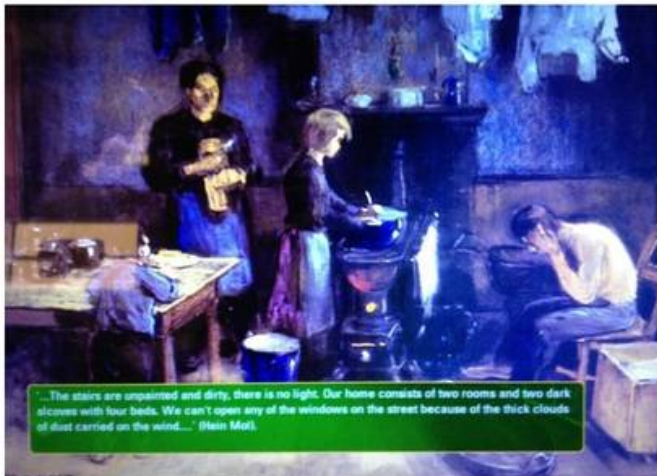 '...The stairs are unpainted and dirty, there is no light. Our home consists of two rooms and two dark
alcoves with four beds. We can't open any of the windows on the street because of the thick clouds
of dust carried on the wind....' (Hein Mol).